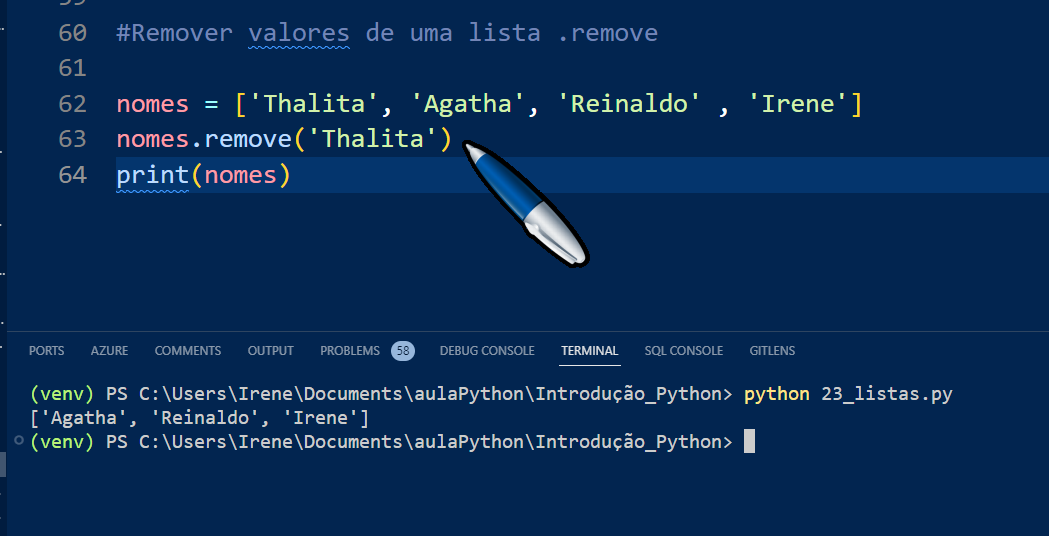 60 #Remover valores de uma lista .remove
61
62 nomes = ['Thalita', 'Agatha', 'Reinaldo' , 'Irene']
63 nomes.remove('Thalita')
64 print(nomes)
PORTS AZURE COMMENTS OUTPUT PROBLEMS 58 DEBUG CONSOLE TERMINAL SQL CONSOLE GITLENS
(venv) PS C:\Users\Irene\Documents\aulaPython\Introdução_Python> python 23_listas.py
['Agatha', 'Reinaldo', 'Irene']
(venv) PS C:\Users\Irene\Documents\aulaPython\Introdução_Python>